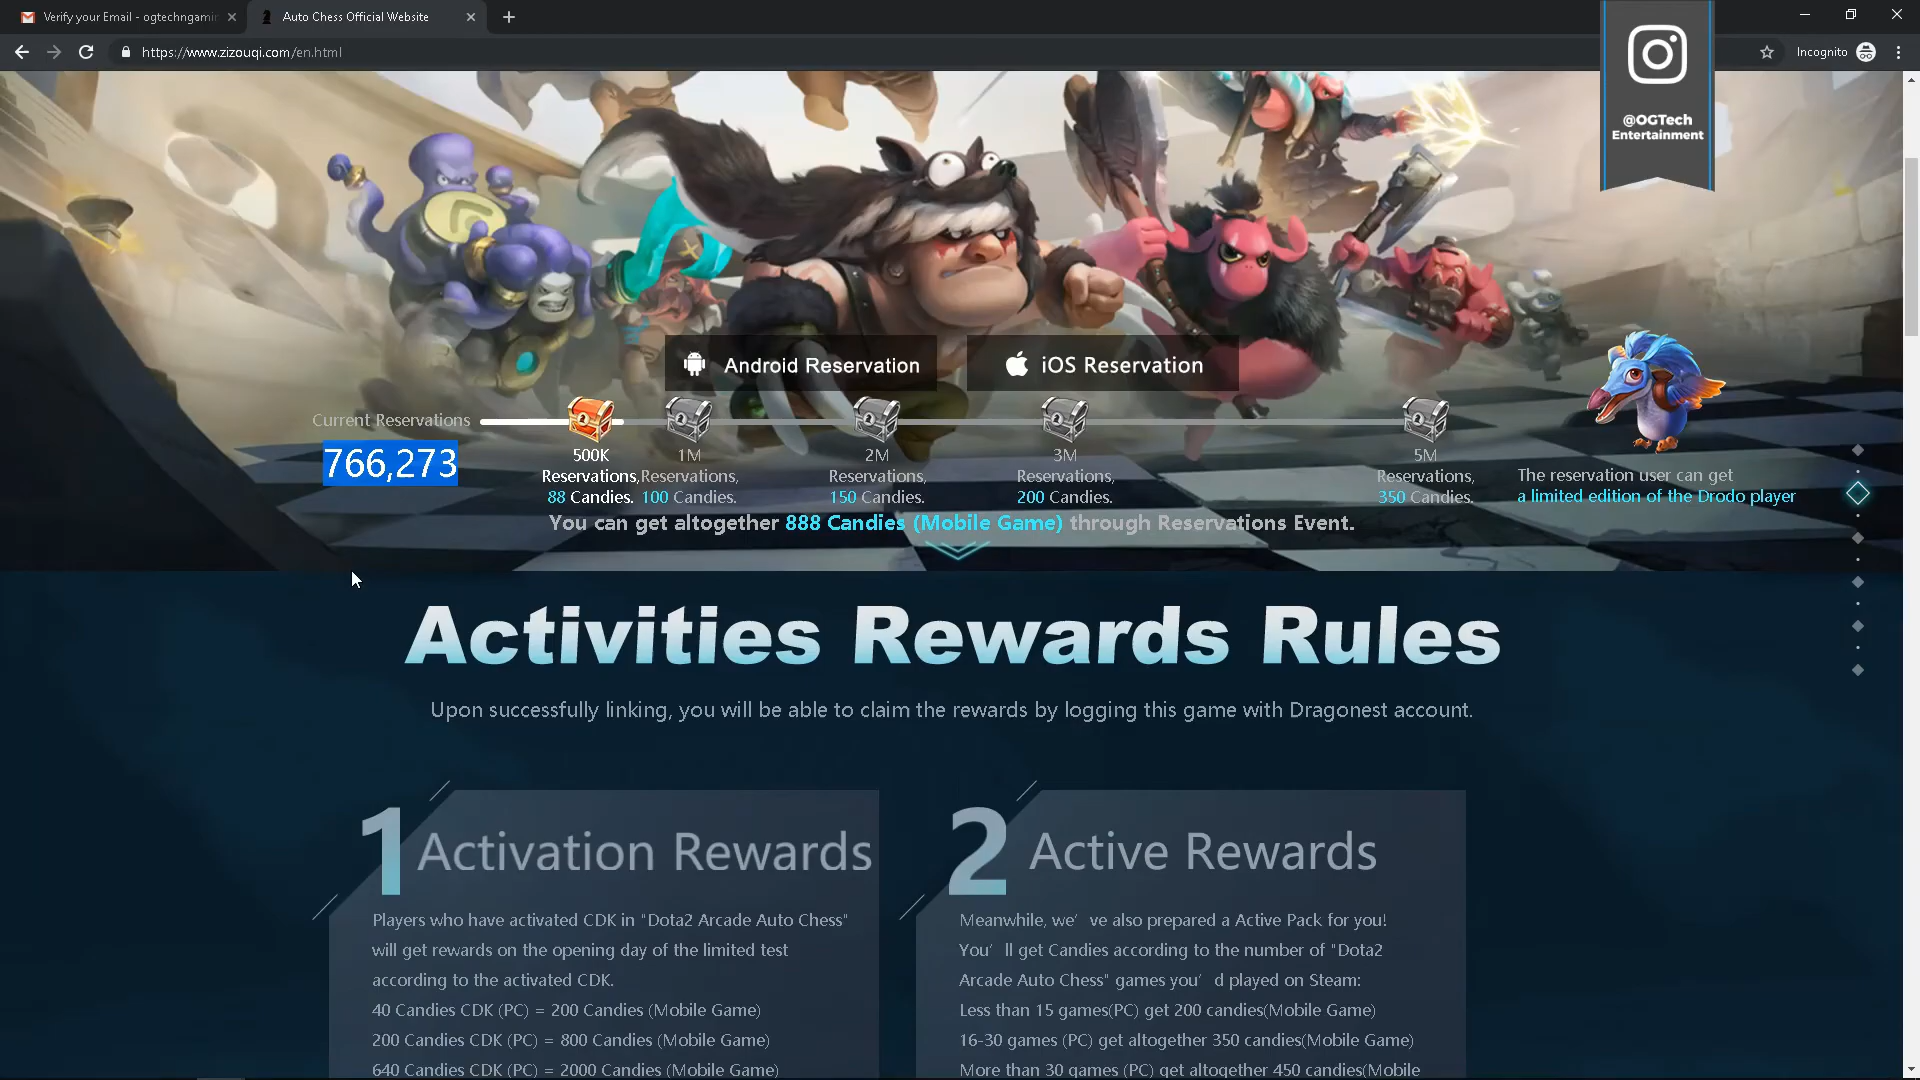 Verify your Email - ogtechngamin
Auto Chess Official Website
https://www.zizouqi.com/en.html
Incognito
@OGTech
Entertainment
Android Reservation
iOS Reservation
Current Reservations
766,273
500K
Reservations,
88 Candies.
1M
Reservations,
100 Candies.
2M
Reservations,
150 Candies.
3M
Reservations,
200 Candies.
5M
Reservations,
350 Candies.
The reservation user can get
a limited edition of the Drodo player
You can get altogether 888 Candies (Mobile Game) through Reservations Event.
Activities Rewards Rules
Upon successfully linking, you will be able to claim the rewards by logging this game with Dragonest account.
1 Activation Rewards
Players who have activated CDK in "Dota2 Arcade Auto Chess"
will get rewards on the opening day of the limited test
according to the activated CDK.
40 Candies CDK (PC) = 200 Candies (Mobile Game)
200 Candies CDK (PC) = 800 Candies (Mobile Game)
640 Candies CDK (PC) = 2000 Candies (Mobile Game)
2 Active Rewards
Meanwhile, we’ve also prepared a Active Pack for you!
You’ll get Candies according to the number of "Dota2
Arcade Auto Chess" games you’d played on Steam:
Less than 15 games(PC) get 200 candies(Mobile Game)
16-30 games (PC) get altogether 350 candies(Mobile Game)
More than 30 games (PC) get altogether 450 candies(Mobile